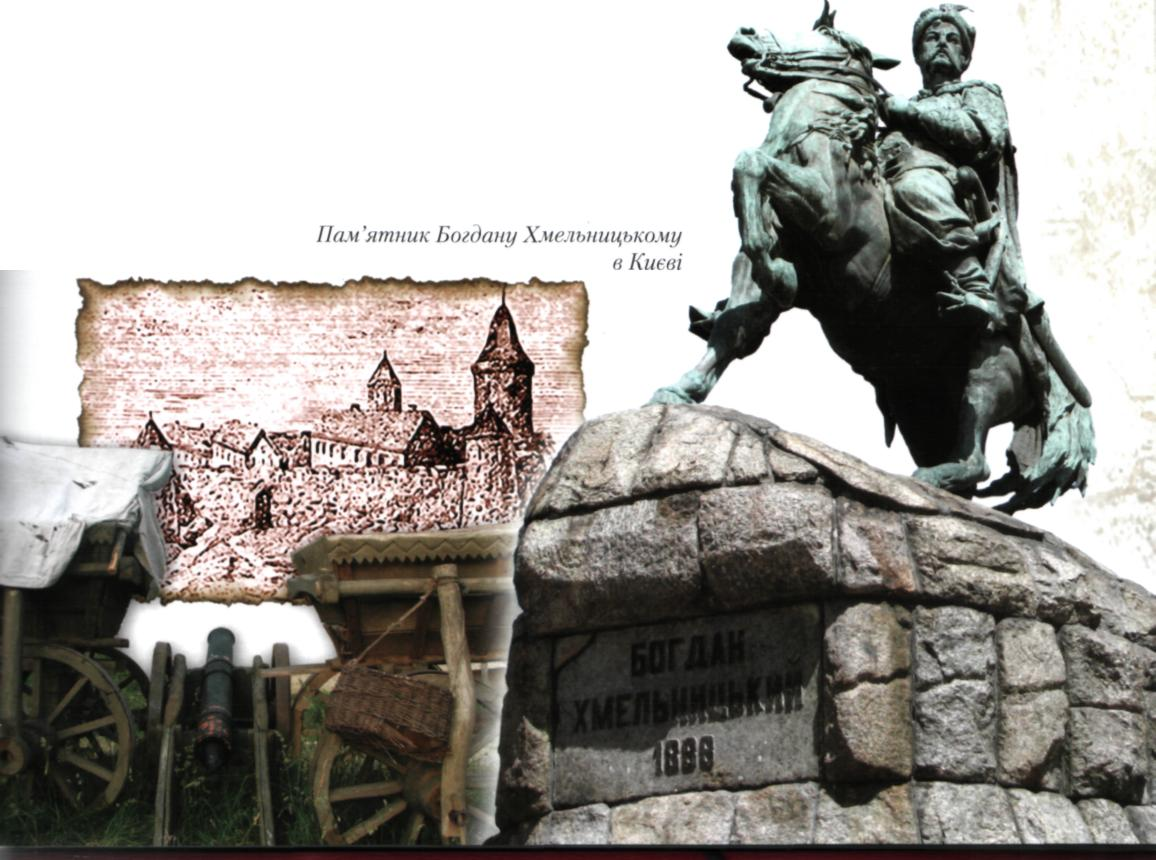 Пам’ятник Богдану Хмельницькому
в Києві
БОГДАН
ХМЕЛЬНИЦЬКИЙ
1888